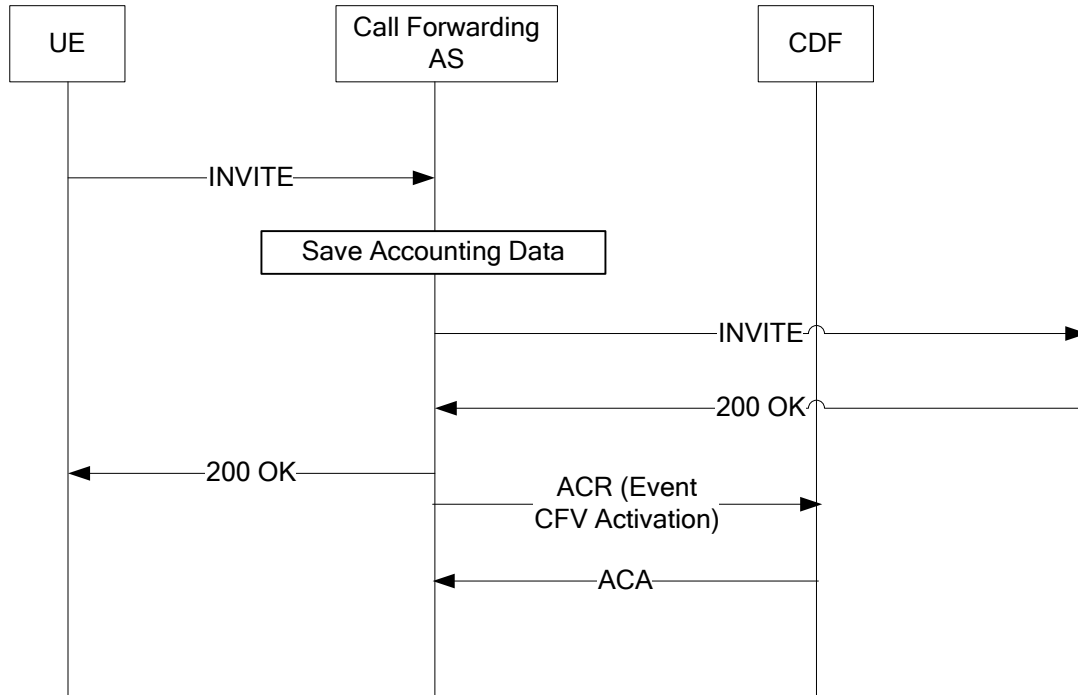 UE
Call Forwarding
AS
CDF
INVITE
Save Accounting Data
INVITE
200 OK
200 OK
ACR (Event
CFV Activation)
ACA